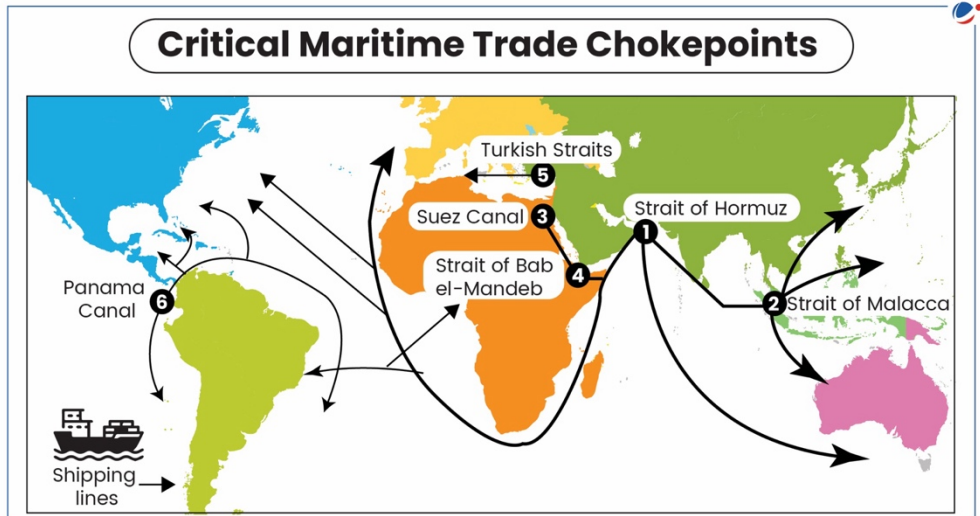 Critical Maritime Trade Chokepoints
Turkish Straits
5
Suez Canal
3
Strait of Hormuz
1
Strait of Bab
el-Mandeb
4
Panama
Canal
6
2
Strait of Malacca
Shipping
lines